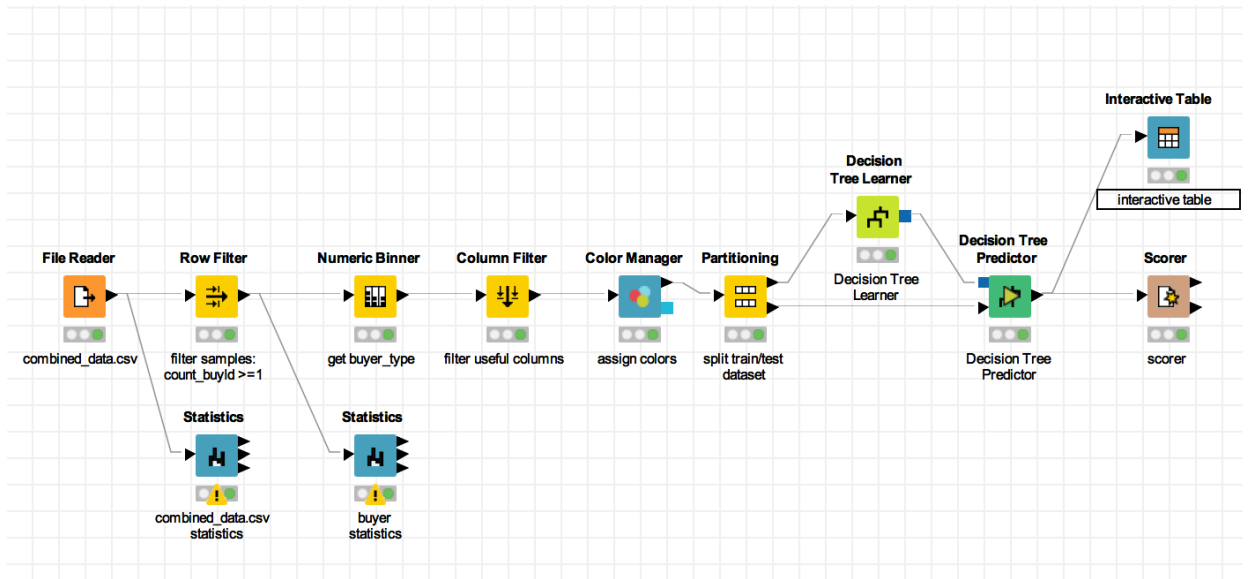 Interactive Table
interactive table
Decision
Tree Learner
Decision Tree
Learner
File Reader
combined_data.csv
Row Filter
filter samples:
count_buyId >=1
Numeric Binner
get buyer_type
Column Filter
filter useful columns
Color Manager
assign colors
Partitioning
split train/test
dataset
Decision Tree
Predictor
Decision Tree
Predictor
Scorer
scorer
Statistics
combined_data.csv
statistics
Statistics
buyer
statistics